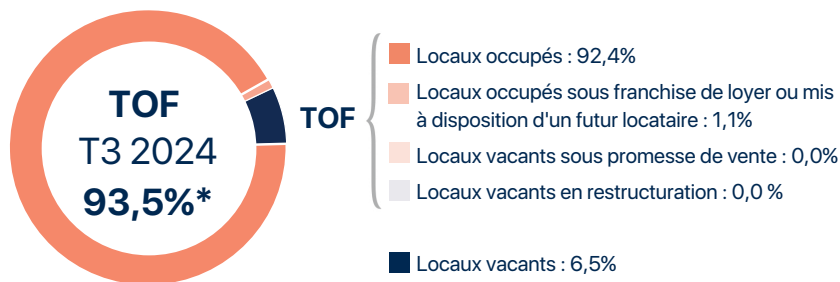 TOF
T3 2024
93,5%*
TOF
Locaux occupés : 92,4%
Locaux occupés sous franchise de loyer ou mis
à disposition d'un futur locataire : 1,1%
Locaux vacants sous promesse de vente : 0,0%
Locaux vacants en restructuration : 0,0 %
Locaux vacants : 6,5%